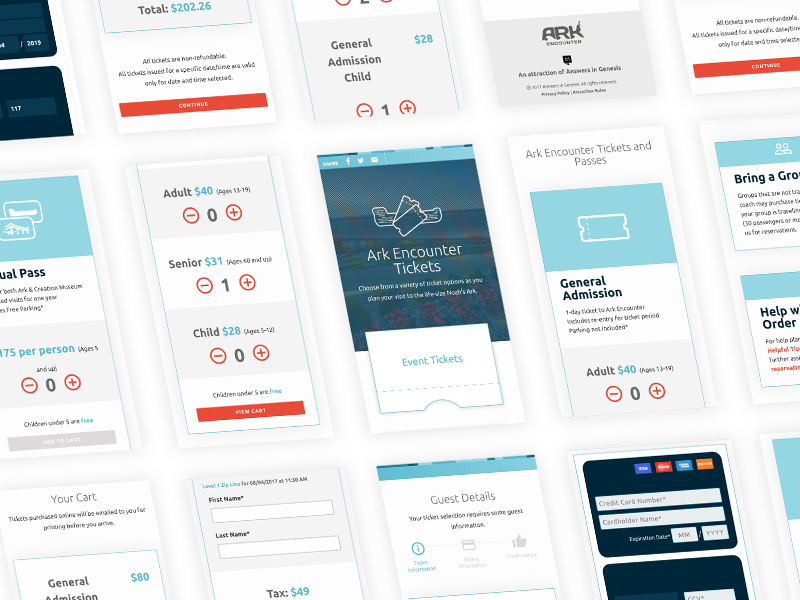 04 / 2019
117
Total: $202.26
All tickets are non-refundable.
All tickets issued for a specific date/time are valid
only for date and time selected.
CONTINUE
General
Admission
Child
$28
1
ARK
ENCOUNTER
An attraction of Answers in Genesis
© 2017 Answers in Genesis. All rights reserved.
Privacy Policy | Attraction Rules
All tickets are non-refundable.
All tickets issued for a specific date/time are
only for date and time selected.
CONTINUE
ual Pass
both Ark & Creation Museum
visits for one year
Free Parking*
175 per person (Ages 5
and up)
0
Children under 5 are free
ADD TO CART
Adult $40 (Ages 13-19)
0
Senior $31 (Ages 60 and up)
1
Child $28 (Ages 5-12)
0
Children under 5 are free
VIEW CART
SHARE
Ark Encounter
Tickets
Choose from a variety of ticket options as you
plan your visit to the life-size Noah's Ark.
Event Tickets
Ark Encounter Tickets and
Passes
General
Admission
1-day ticket to Ark Encounter
Includes re-entry for ticket period
Parking not included*
Adult $40 (Ages 13-19)
0
Bring a Grou
Groups that are not tra
coach may purchase ti
your group is traveling
(30 passengers or mo
us for reservations.
Help w
Order
For help plan
Helpful Tip
further assi
reservatio
Your Cart
Tickets purchased online will be emailed to you for
printing before you arrive.
General
Admission
$80
Level 1 Zip Line For 08/04/2017 at 11:30 AM
First Name*
Last Name*
Tax: $49
Guest Details
Your ticket selection requires some guest
information.
Ticket
Information
Billing
Information
Confirmation
VISA
Credit Card Number*
Cardholder Name*
Expiration Date* MM / YYYY
CCV*